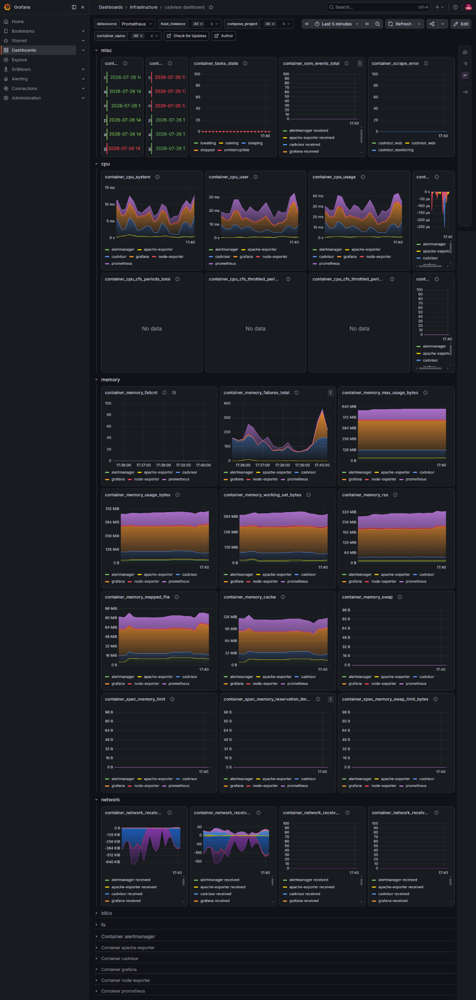 Grafana
Home
Bookmarks
Starred
Dashboards
Explore
Drilldown
Alerting
Connections
Administration
Dashboards › Infrastructure › cadvisor dashboard
Search... ctrl+k
datasource Prometheus host_instance All compose_project All
Last 5 minutes Refresh Edit
container_name All Check for Updates Author
misc
cont...
c 2026-07-26 14
a 2026-07-26 14
n 2026-07-26 1
p 2026-07-26 14
a 2026-07-26 14
g 2026-07-26 14
cont...
c 2026-07-26 17
a 2026-07-26 17
n 2026-07-26 17
p 2026-07-26 1
a 2026-07-26 1
g 2026-07-26 1
container_tasks_state
100
80
60
40
20
0
17:40
iowaiting running sleeping
stopped uninterruptible
container_oom_events_total
100
90
80
70
60
50
40
30
20
10
0
17:40
alertmanager received
apache-exporter received
cadvisor received
grafana received
container_scrape_error
100
80
60
40
20
0
17:40
cadvisor_web cadvisor_web
cadvisor_monitoring
cpu
container_cpu_system
15 ms
10 ms
5 ms
0 s
17:40
alertmanager apache-exporter
cadvisor grafana node-exporter
prometheus
container_cpu_user
30 ms
20 ms
10 ms
0 s
17:40
alertmanager apache-exporter
cadvisor grafana node-exporter
prometheus
container_cpu_usage
40 ms
30 ms
20 ms
10 ms
0 s
17:40
alertmanager apache-exporter
cadvisor grafana node-exporter
prometheus
cont...
0 s
-50 µs
-100 µs
-150 µs
-200 µs
-250 µs
17:40
alertmanager
apache-exporte
cadvisor
container_cpu_cfs_periods_total
No data
container_cpu_cfs_throttled_peri...
No data
container_cpu_cfs_throttled_peri...
No data
cont...
100
90
80
70
60
50
40
30
20
10
0
17:40
alertmanager
apache-exporte
cadvisor
memory
container_memory_failcnt
100
80
60
40
20
0
17:36:00 17:37:00 17:38:00 17:39:00 17:40:00
alertmanager apache-exporter cadvisor
grafana node-exporter prometheus
container_memory_failures_total
400
300
200
100
0
17:36:00 17:37:00 17:38:00 17:39:00 17:40:00
alertmanager apache-exporter cadvisor
grafana node-exporter prometheus
container_memory_max_usage_bytes
640 MiB
512 MiB
384 MiB
256 MiB
128 MiB
0 B
17:40
alertmanager apache-exporter cadvisor
grafana node-exporter prometheus
container_memory_usage_bytes
512 MiB
384 MiB
256 MiB
128 MiB
0 B
17:40
alertmanager apache-exporter cadvisor
grafana node-exporter prometheus
container_memory_working_set_bytes
384 MiB
256 MiB
128 MiB
0 B
17:40
alertmanager apache-exporter cadvisor
grafana node-exporter prometheus
container_memory_rss
320 MiB
256 MiB
192 MiB
128 MiB
64 MiB
0 B
17:40
alertmanager apache-exporter cadvisor
grafana node-exporter prometheus
container_memory_mapped_file
96 MiB
80 MiB
64 MiB
48 MiB
32 MiB
16 MiB
0 B
17:40
alertmanager apache-exporter cadvisor
grafana node-exporter prometheus
container_memory_cache
128 MiB
96 MiB
64 MiB
32 MiB
0 B
17:40
alertmanager apache-exporter cadvisor
grafana node-exporter prometheus
container_memory_swap
96 B
80 B
64 B
48 B
32 B
16 B
0 B
17:40
alertmanager apache-exporter cadvisor
grafana node-exporter prometheus
container_spec_memory_limit
96 B
80 B
64 B
48 B
32 B
16 B
0 B
17:40
alertmanager apache-exporter cadvisor
grafana node-exporter prometheus
container_spec_memory_reservation_lim...
96 B
80 B
64 B
48 B
32 B
16 B
0 B
17:40
alertmanager apache-exporter cadvisor
grafana node-exporter prometheus
container_spec_memory_swap_limit_bytes
96 B
80 B
64 B
48 B
32 B
16 B
0 B
17:40
alertmanager apache-exporter cadvisor
grafana node-exporter prometheus
network
container_network_receiv...
0 B
-128 KiB
-256 KiB
-384 KiB
-512 KiB
-640 KiB
17:40
alertmanager received
apache-exporter received
cadvisor received
grafana received
container_network_receiv...
50
0
-50
-100
-150
17:40
alertmanager received
apache-exporter received
cadvisor received
grafana received
container_network_receiv...
100
90
80
70
60
50
40
30
20
10
0
17:40
alertmanager received
apache-exporter received
cadvisor received
grafana received
container_network_receiv...
100
90
80
70
60
50
40
30
20
10
0
17:40
alertmanager received
apache-exporter received
cadvisor received
grafana received
blkio
fs
Container alertmanager
Container apache-exporter
Container cadvisor
Container grafana
Container node-exporter
Container prometheus